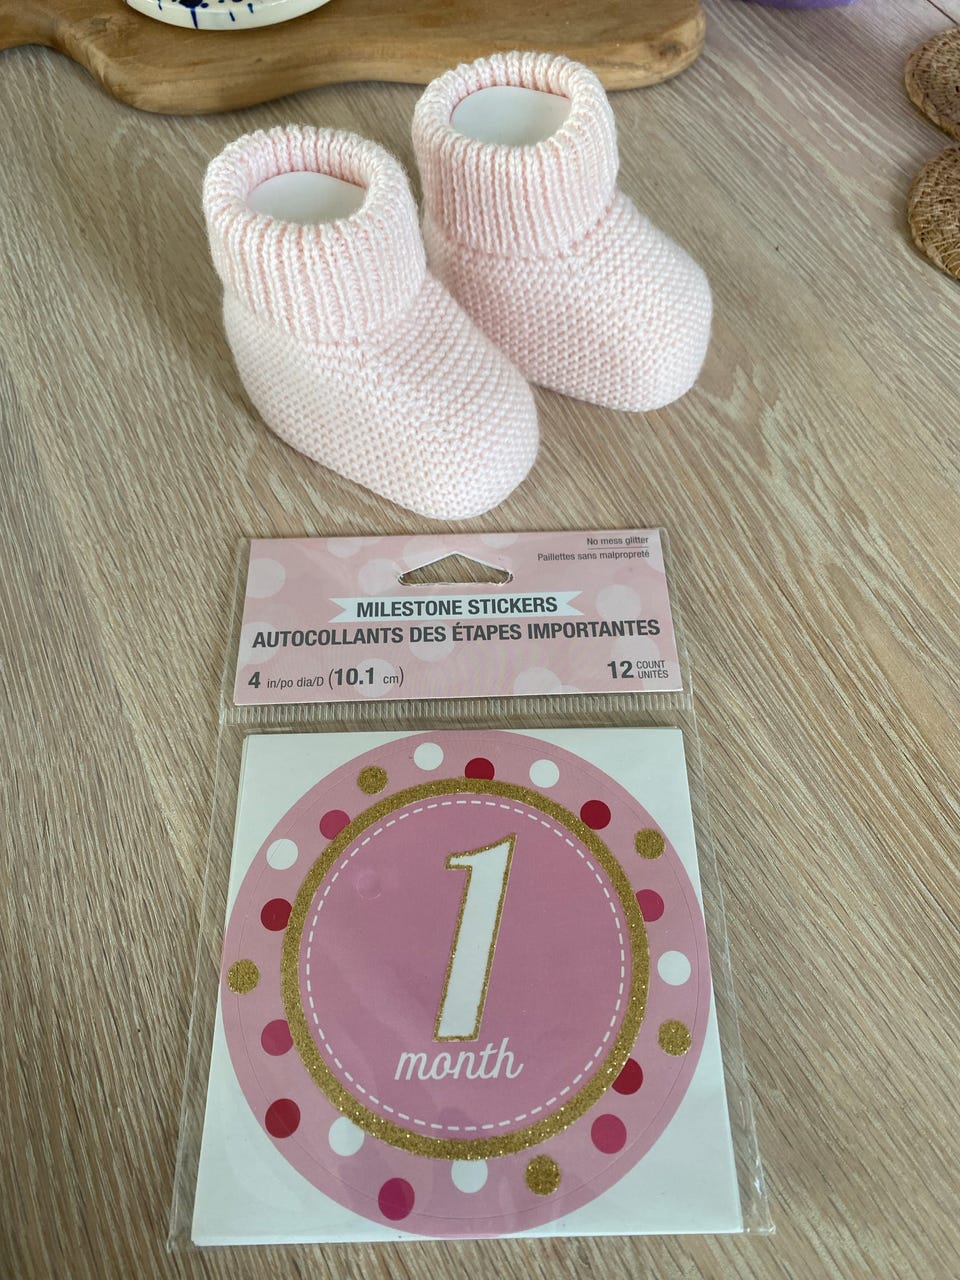 No mess glitter
Paillettes sans malpropreté
MILESTONE STICKERS
AUTOCOLLANTS DES ÉTAPES IMPORTANTES
4 in/po dia/D (10.1 cm)
12 COUNT
UNITÉS
1
month